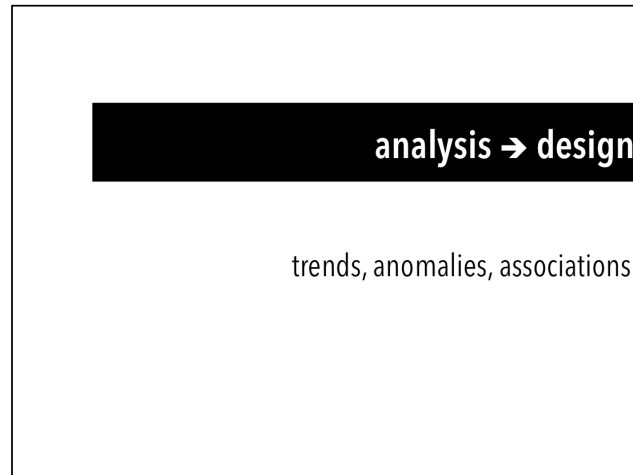 analysis ➔ design
trends, anomalies, associations